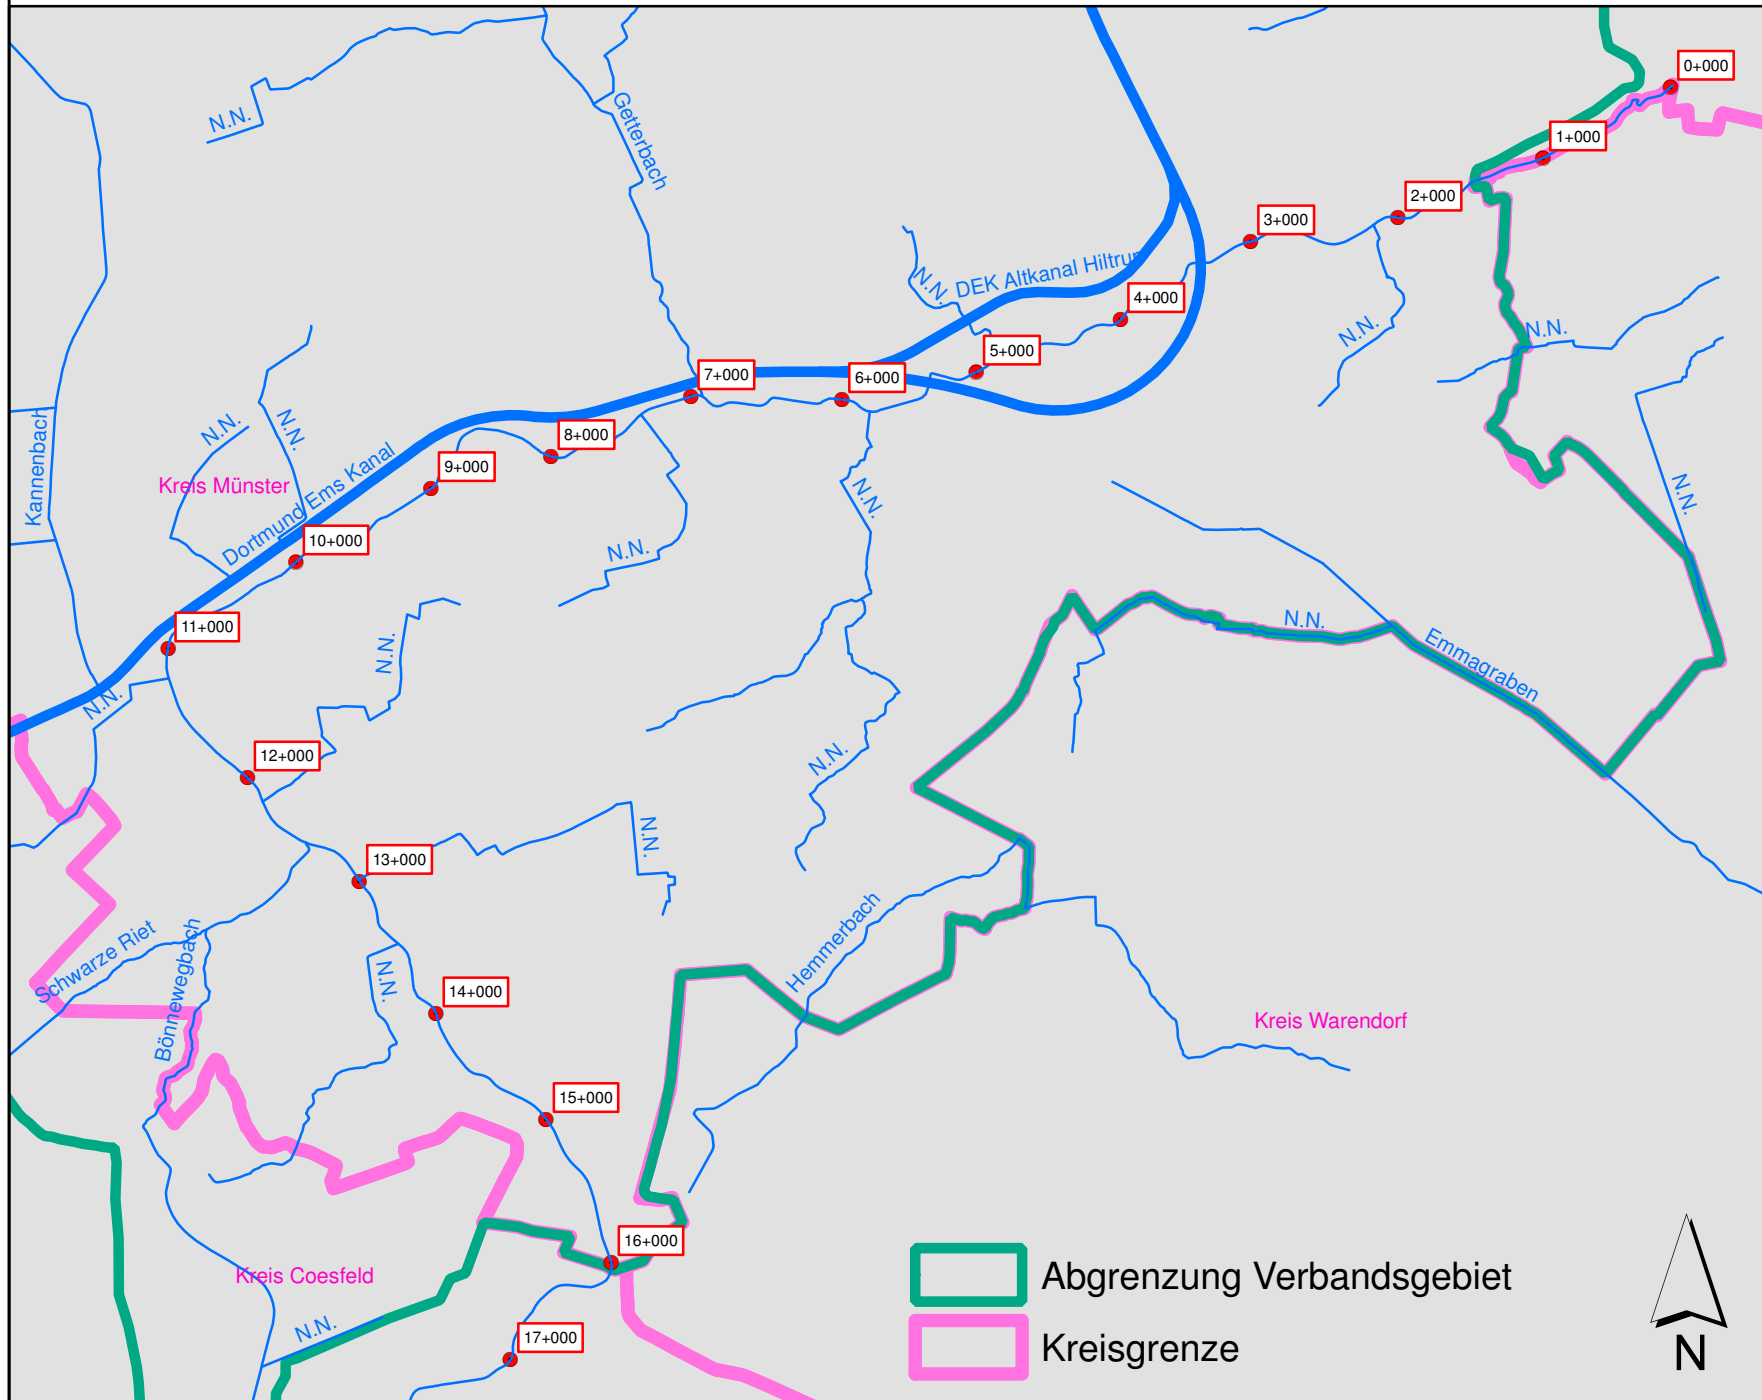 0+000
N.N.
Getterbach
1+000
2+000
3+000
N.N.
DEK Altkanal Hiltrup
4+000
N.N.
N.N.
5+000
7+000
6+000
N.N.
N.N.
8+000
Kannenbach
9+000
Kreis Münster
N.N.
N.N.
Dortmund Ems Kanal
10+000
N.N.
11+000
N.N.
Emmagraben
N.N.
N.N.
12+000
N.N.
N.N.
13+000
Schwarze Riet
Hemmerbach
Bönnewegbach
N.N.
14+000
Kreis Warendorf
15+000
16+000
Kreis Coesfeld
Abgrenzung Verbandsgebiet
N.N.
17+000
Kreisgrenze
N